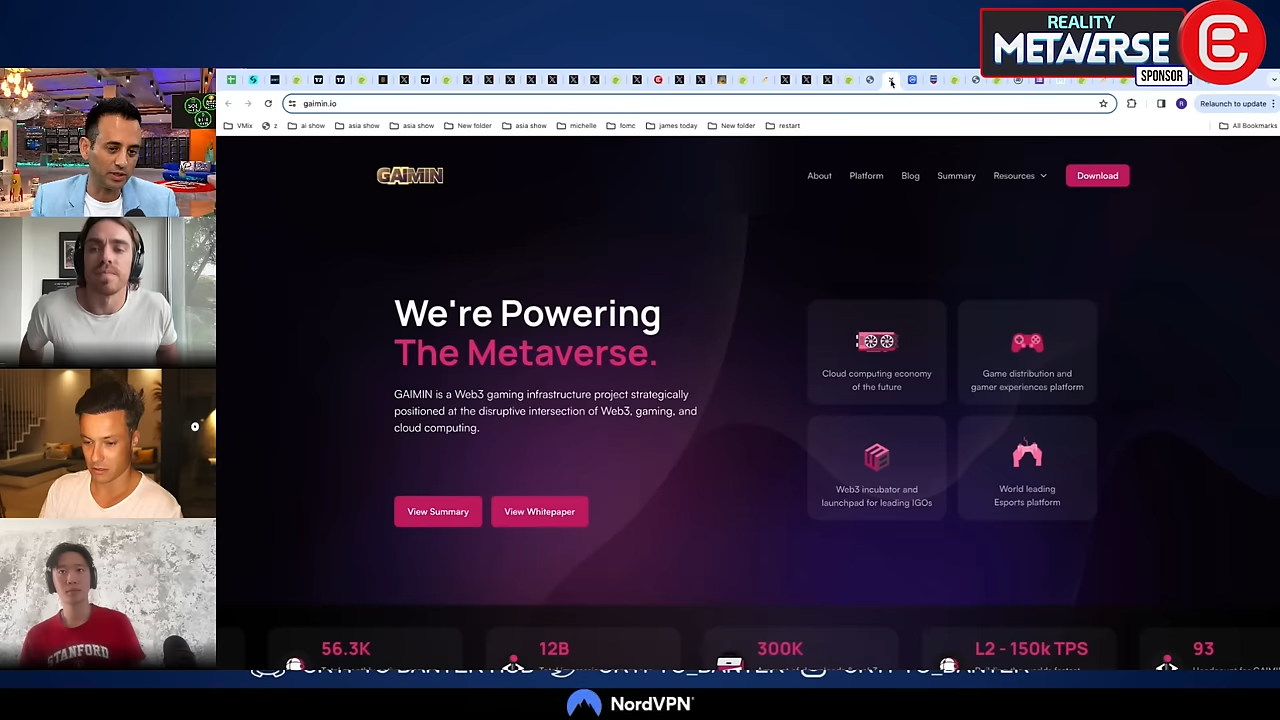 REALITY
METAVERSE
SPONSOR
gaimin.io
Relaunch to update
VMix
z
ai show
asia show
asia show
New folder
asia show
michelle
fomc
james today
New folder
restart
All Bookmarks
GAIMIN
About
Platform
Blog
Summary
Resources
Download
We're Powering
The Metaverse.
GAIMIN is a Web3 gaming infrastructure project strategically
positioned at the disruptive intersection of Web3, gaming, and
cloud computing.
View Summary
View Whitepaper
Cloud computing economy
of the future
Game distribution and
gamer experiences platform
Web3 incubator and
launchpad for leading IGOs
World leading
Esports platform
56.3K
12B
300K
L2 - 150k TPS
93
STANFORD
NordVPN